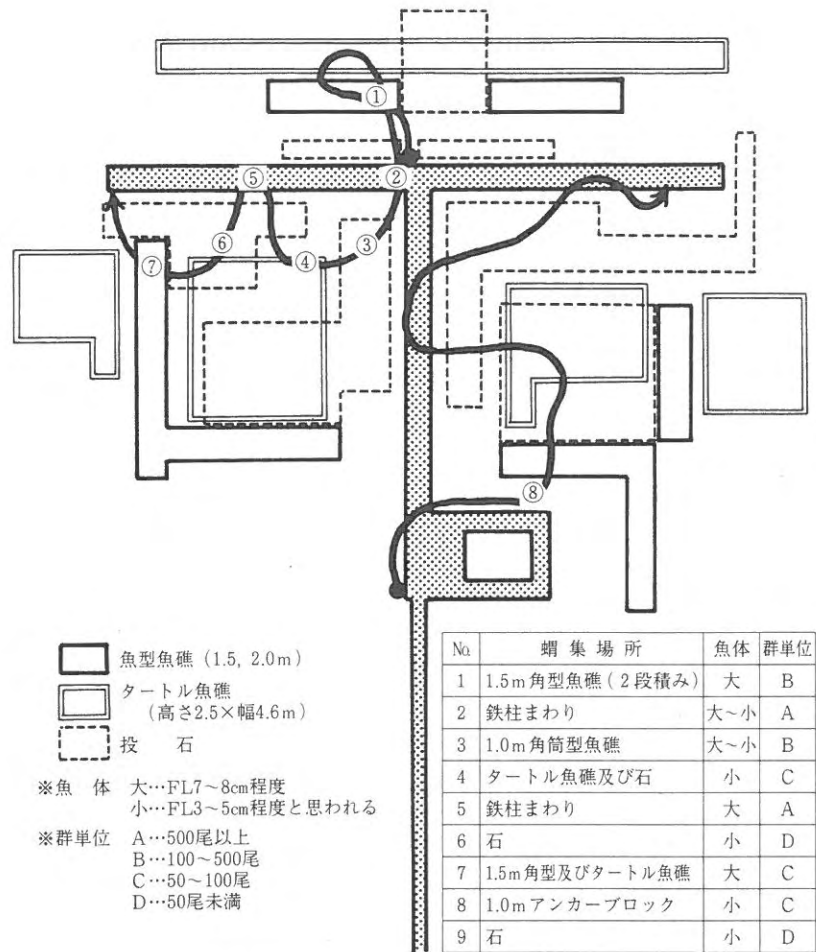 ①
②
⑤
③
⑥
④
⑦
⑧
魚型魚礁 (1.5, 2.0m)
タートル魚礁
(高さ2.5×幅4.6m)
投 石
※魚 体 大…FL7~8cm程度
小…FL3~5cm程度と思われる
※群単位 A…500尾以上
B…100~500尾
C…50~100尾
D…50尾未満
№ 蝟集場所 魚体 群単位
1 1.5m角型魚礁(2段積み) 大 B
2 鉄柱まわり 大~小 A
3 1.0m角筒型魚礁 大~小 B
4 タートル魚礁及び石 小 C
5 鉄柱まわり 大 A
6 石 小 D
7 1.5m角型及びタートル魚礁 大 C
8 1.0mアンカーブロック 小 C
9 石 小 D